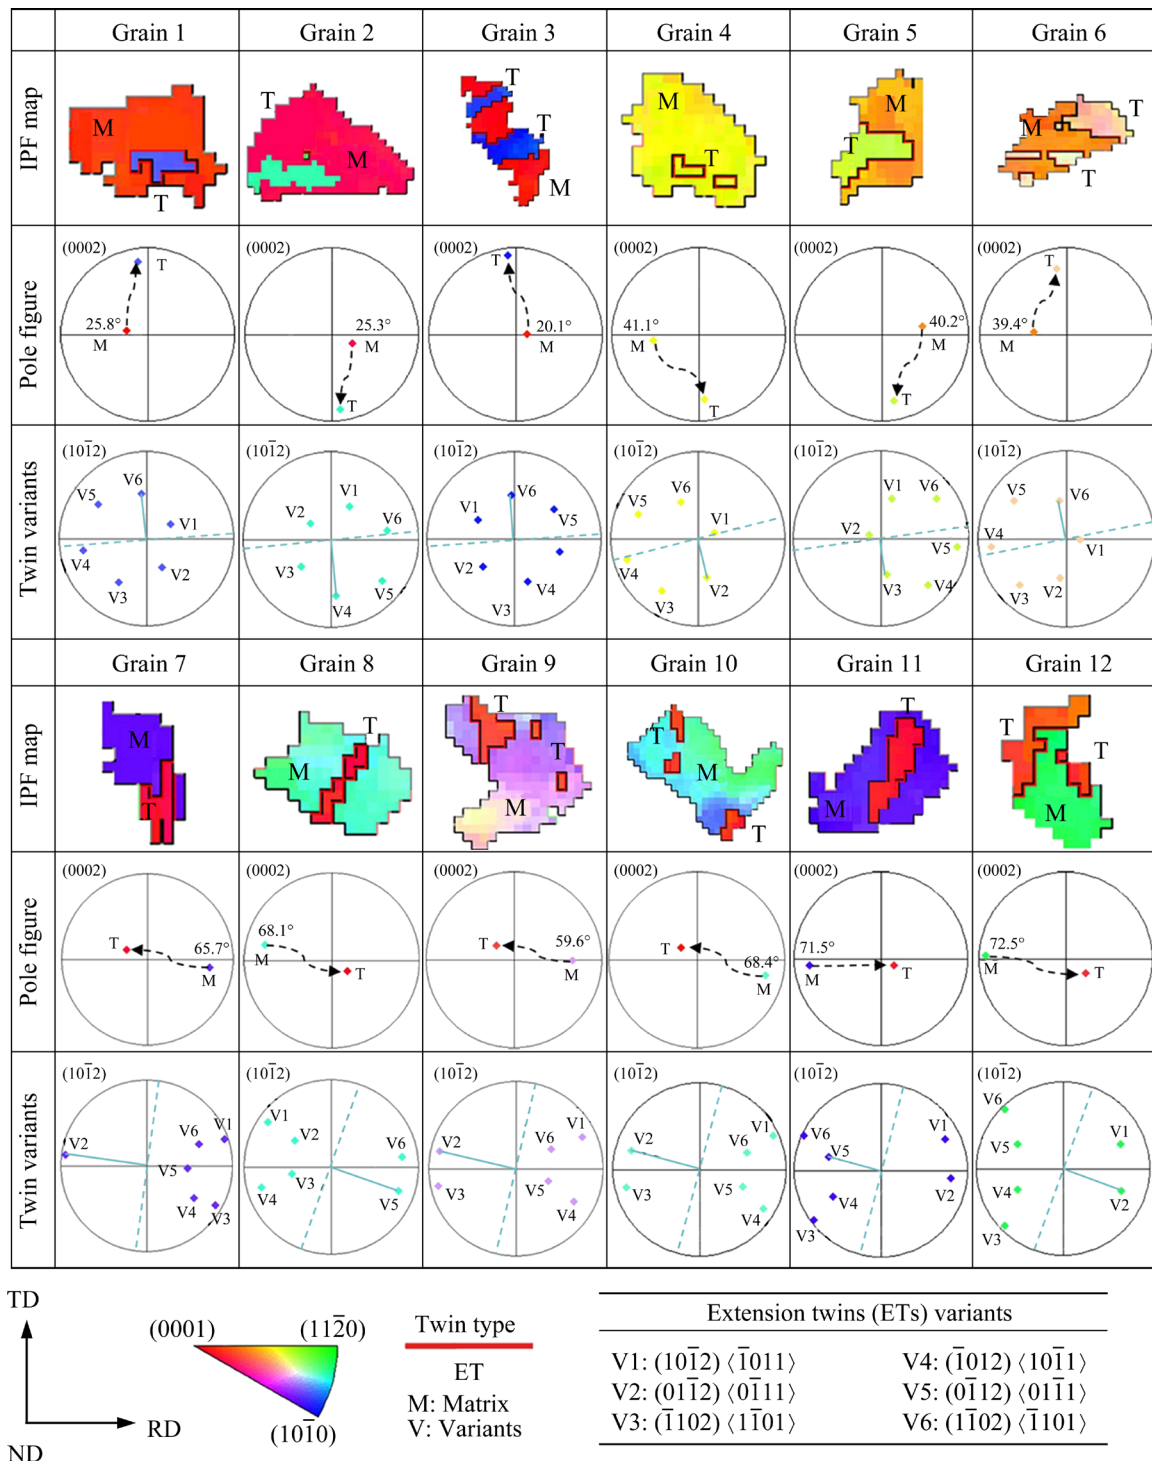 Grain 1 Grain 2 Grain 3 Grain 4 Grain 5 Grain 6
IPF map
M T
T M
T T M
M T
M T
M T T
Pole figure
(0002) T 25.8° M
(0002) 25.3° M T
(0002) T 20.1° M
(0002) 41.1° M T
(0002) 40.2° M T
(0002) T 39.4° M
Twin variants
(101̄2) V6 V5 V1 V4 V2 V3
(101̄2) V1 V2 V6 V3 V5 V4
(101̄2) V6 V1 V5 V2 V4 V3
(101̄2) V6 V5 V1 V4 V2 V3
(101̄2) V1 V6 V2 V5 V3 V4
(101̄2) V5 V6 V4 V1 V3 V2
Grain 7 Grain 8 Grain 9 Grain 10 Grain 11 Grain 12
IPF map
M T
T M
T T M
T M T
T M
T T M
Pole figure
(0002) T 65.7° M
(0002) 68.1° M T
(0002) T 59.6° M
(0002) T 68.4° M
(0002) 71.5° M T
(0002) 72.5° M T
Twin variants
(101̄2) V2 V6 V1 V5 V4 V3
(101̄2) V1 V2 V6 V3 V4 V5
(101̄2) V2 V1 V6 V3 V5 V4
(101̄2) V2 V1 V6 V3 V5 V4
(101̄2) V6 V5 V1 V2 V4 V3
(101̄2) V6 V5 V1 V4 V2 V3
TD
RD
ND
(0001) (112̄0)
(101̄0)
Twin type
ET
M: Matrix
V: Variants
Extension twins (ETs) variants
V1: (101̄2) ⟨1̄011⟩ V4: (1̄012) ⟨101̄1⟩
V2: (011̄2) ⟨01̄11⟩ V5: (01̄12) ⟨011̄1⟩
V3: (1̄102) ⟨11̄01⟩ V6: (11̄02) ⟨1̄101⟩